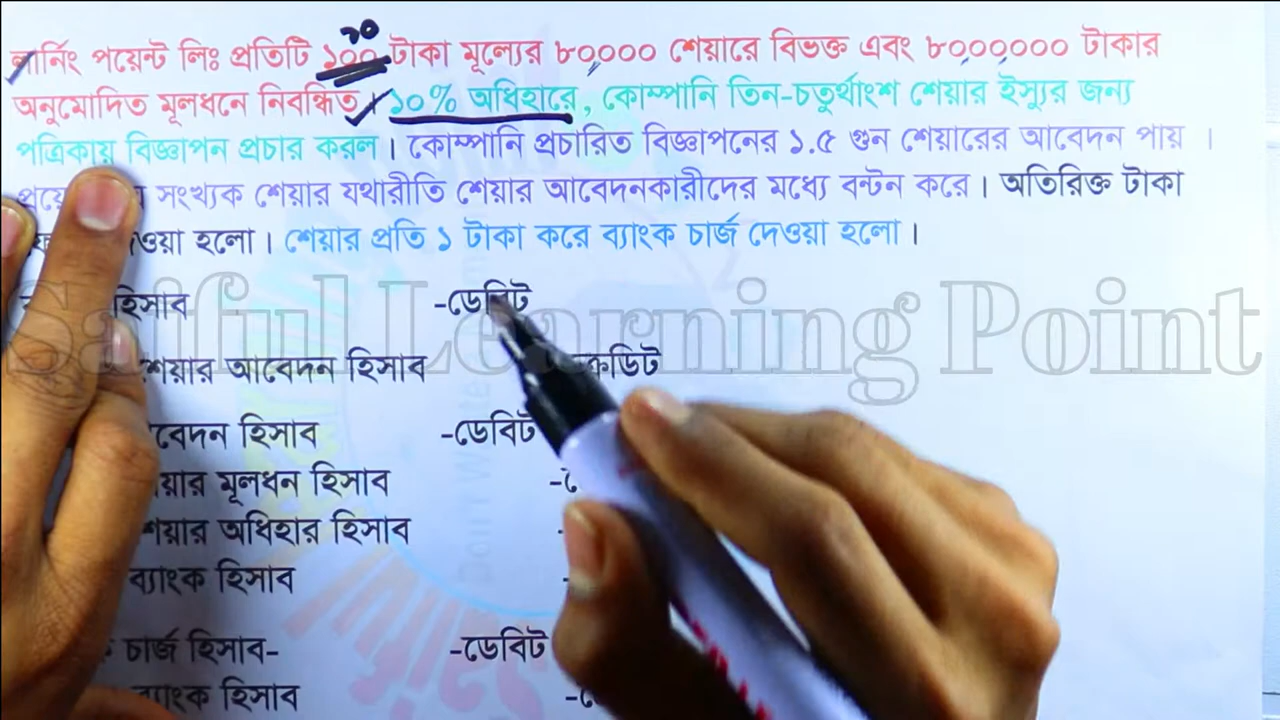 ১০
লার্নিং পয়েন্ট লিঃ প্রতিটি ১০০ টাকা মূল্যের ৮০০০০ শেয়ারে বিভক্ত এবং ৮০০০০০০ টাকার
অনুমোদিত মূলধনে নিবন্ধিত । ১০% অধিহারে, কোম্পানি তিন-চতুর্থাংশ শেয়ার ইস্যুর জন্য
পত্রিকায় বিজ্ঞাপন প্রচার করল । কোম্পানি প্রচারিত বিজ্ঞাপনের ১.৫ গুন শেয়ারের আবেদন পায় ।
সংখ্যক শেয়ার যথারীতি শেয়ার আবেদনকারীদের মধ্যে বন্টন করে । অতিরিক্ত টাকা
দেওয়া হলো । শেয়ার প্রতি ১ টাকা করে ব্যাংক চার্জ দেওয়া হলো ।
হিসাব -ডেবিট
Saiful Learning Point
শেয়ার আবেদন হিসাব ক্রেডিট
আবেদন হিসাব -ডেবিট
শেয়ার মূলধন হিসাব
শেয়ার অধিহার হিসাব
ব্যাংক হিসাব
চার্জ হিসাব- -ডেবিট
ব্যাংক হিসাব